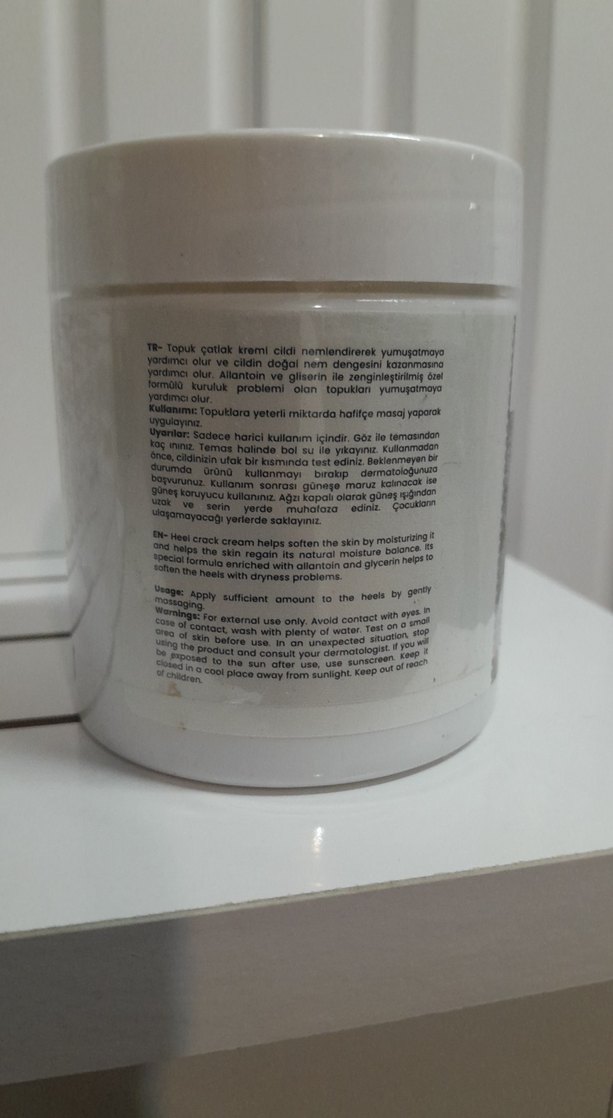 TR- Topuk çatlak kremi cildi nemlendirerek yumuşatmaya
yardımcı olur ve cildin doğal nem dengesini kazanmasına
yardımcı olur. Allantoin ve gliserin ile zenginleştirilmiş özel
formülü kuruluk problemi olan topukları yumuşatmaya
yardımcı olur.
Kullanımı: Topuklara yeterli miktarda hafifçe masaj yaparak
uygulayınız.
Uyarılar: Sadece harici kullanım içindir. Göz ile temasından
kaç ınınız. Temas halinde bol su ile yıkayınız. Kullanmadan
önce, cildinizin ufak bir kısmında test ediniz. Beklenmeyen bir
durumda ürünü kullanmayı bırakıp dermatoloğunuza
başvurunuz. Kullanım sonrası güneşe maruz kalınacak ise
güneş koruyucu kullanınız. Ağzı kapalı olarak güneş ışığından
uzak ve serin yerde muhafaza ediniz. Çocukların
ulaşamayacağı yerlerde saklayınız.
EN- Heel crack cream helps soften the skin by moisturizing it
and helps the skin regain its natural moisture balance. Its
special formula enriched with allantoin and glycerin helps to
soften the heels with dryness problems.
Usage: Apply sufficient amount to the heels by gently
massaging.
Warnings: For external use only. Avoid contact with eyes. In
case of contact, wash with plenty of water. Test on a small
area of skin before use. In an unexpected situation, stop
using the product and consult your dermatologist. If you will
be exposed to the sun after use, use sunscreen. Keep it
closed in a cool place away from sunlight. Keep out of reach
of children.